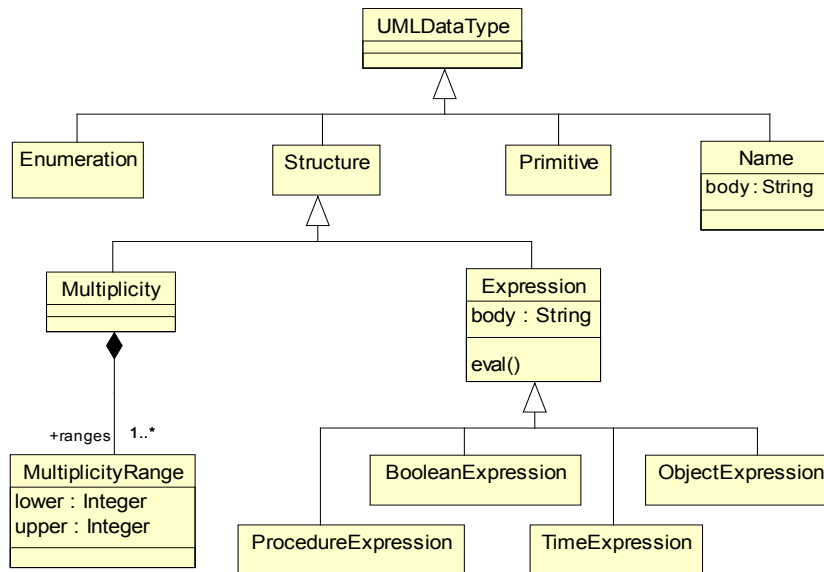 UMLDataType
Enumeration
Structure
Primitive
Name
body : String
Multiplicity
Expression
body : String
eval()
+ranges
1..*
MultiplicityRange
lower : Integer
upper : Integer
BooleanExpression
ObjectExpression
ProcedureExpression
TimeExpression